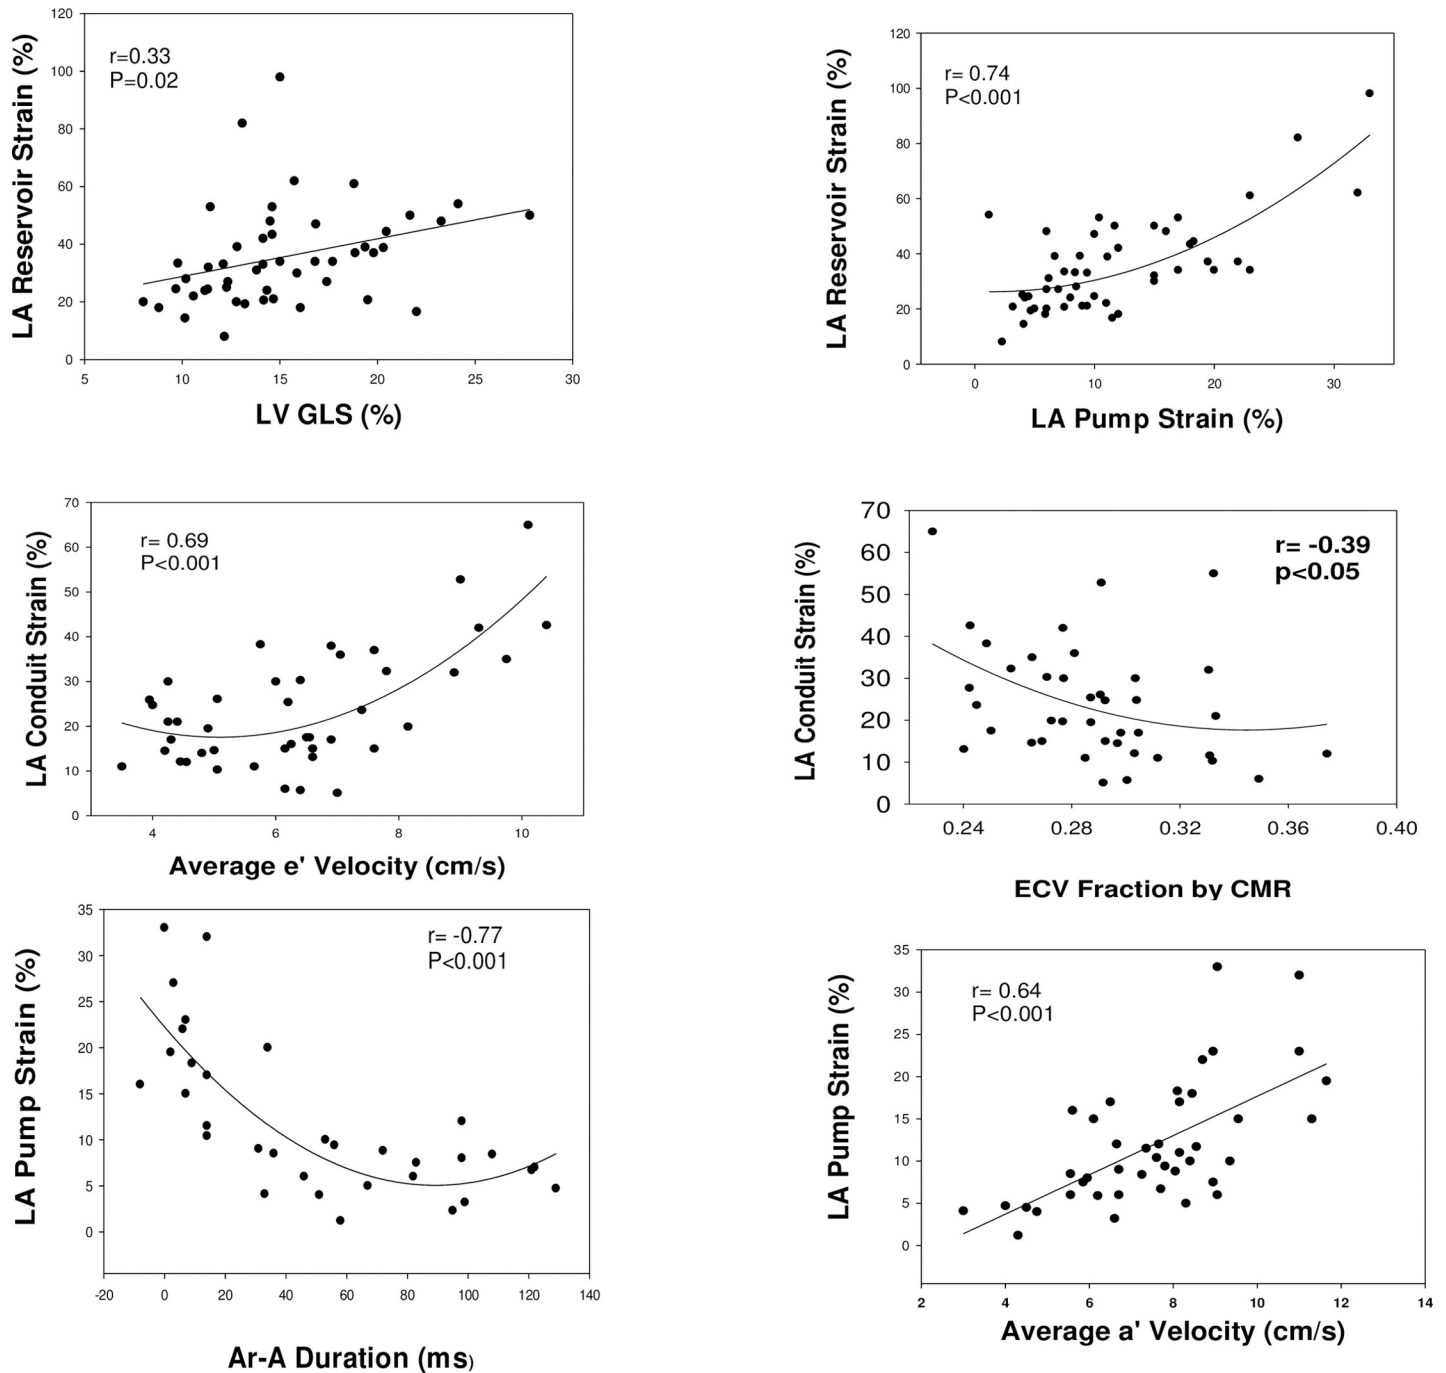 LA Reservoir Strain (%)
120
100
80
60
40
20
0
r=0.33
P=0.02
5 10 15 20 25 30
LV GLS (%)
LA Reservoir Strain (%)
120
100
80
60
40
20
0
r= 0.74
P<0.001
0 10 20 30
LA Pump Strain (%)
LA Conduit Strain (%)
70
60
50
40
30
20
10
0
r= 0.69
P<0.001
4 6 8 10
Average e' Velocity (cm/s)
LA Conduit Strain (%)
70
60
50
40
30
20
10
0
r= -0.39
p<0.05
0.24 0.28 0.32 0.36 0.40
ECV Fraction by CMR
LA Pump Strain (%)
35
30
25
20
15
10
5
0
r= -0.77
P<0.001
-20 0 20 40 60 80 100 120 140
Ar-A Duration (ms)
LA Pump Strain (%)
35
30
25
20
15
10
5
0
r= 0.64
P<0.001
2 4 6 8 10 12 14
Average a' Velocity (cm/s)